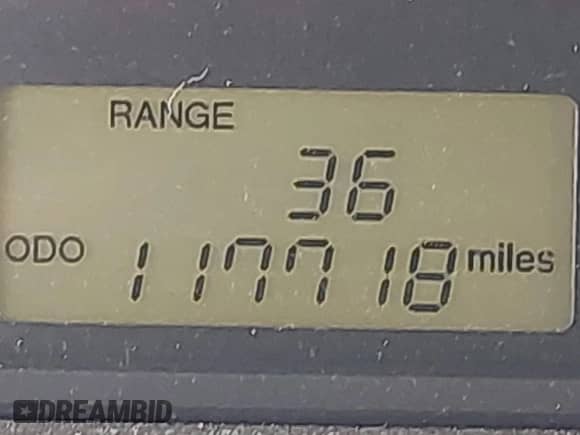 RANGE
36
ODO 117718 miles
DREAMBID